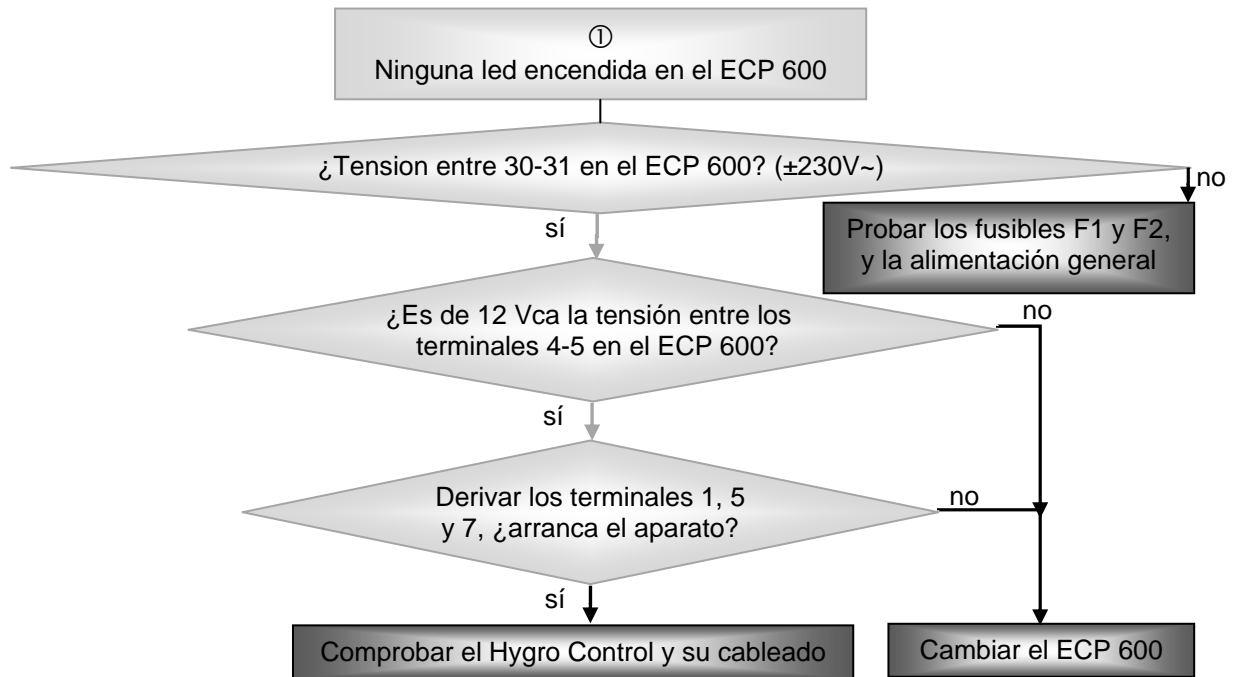 ①
Ninguna led encendida en el ECP 600
¿Tension entre 30-31 en el ECP 600? (±230V~)
no
sí
Probar los fusibles F1 y F2,
y la alimentación general
¿Es de 12 Vca la tensión entre los
terminales 4-5 en el ECP 600?
no
sí
Derivar los terminales 1, 5
y 7, ¿arranca el aparato?
no
sí
Comprobar el Hygro Control y su cableado
Cambiar el ECP 600